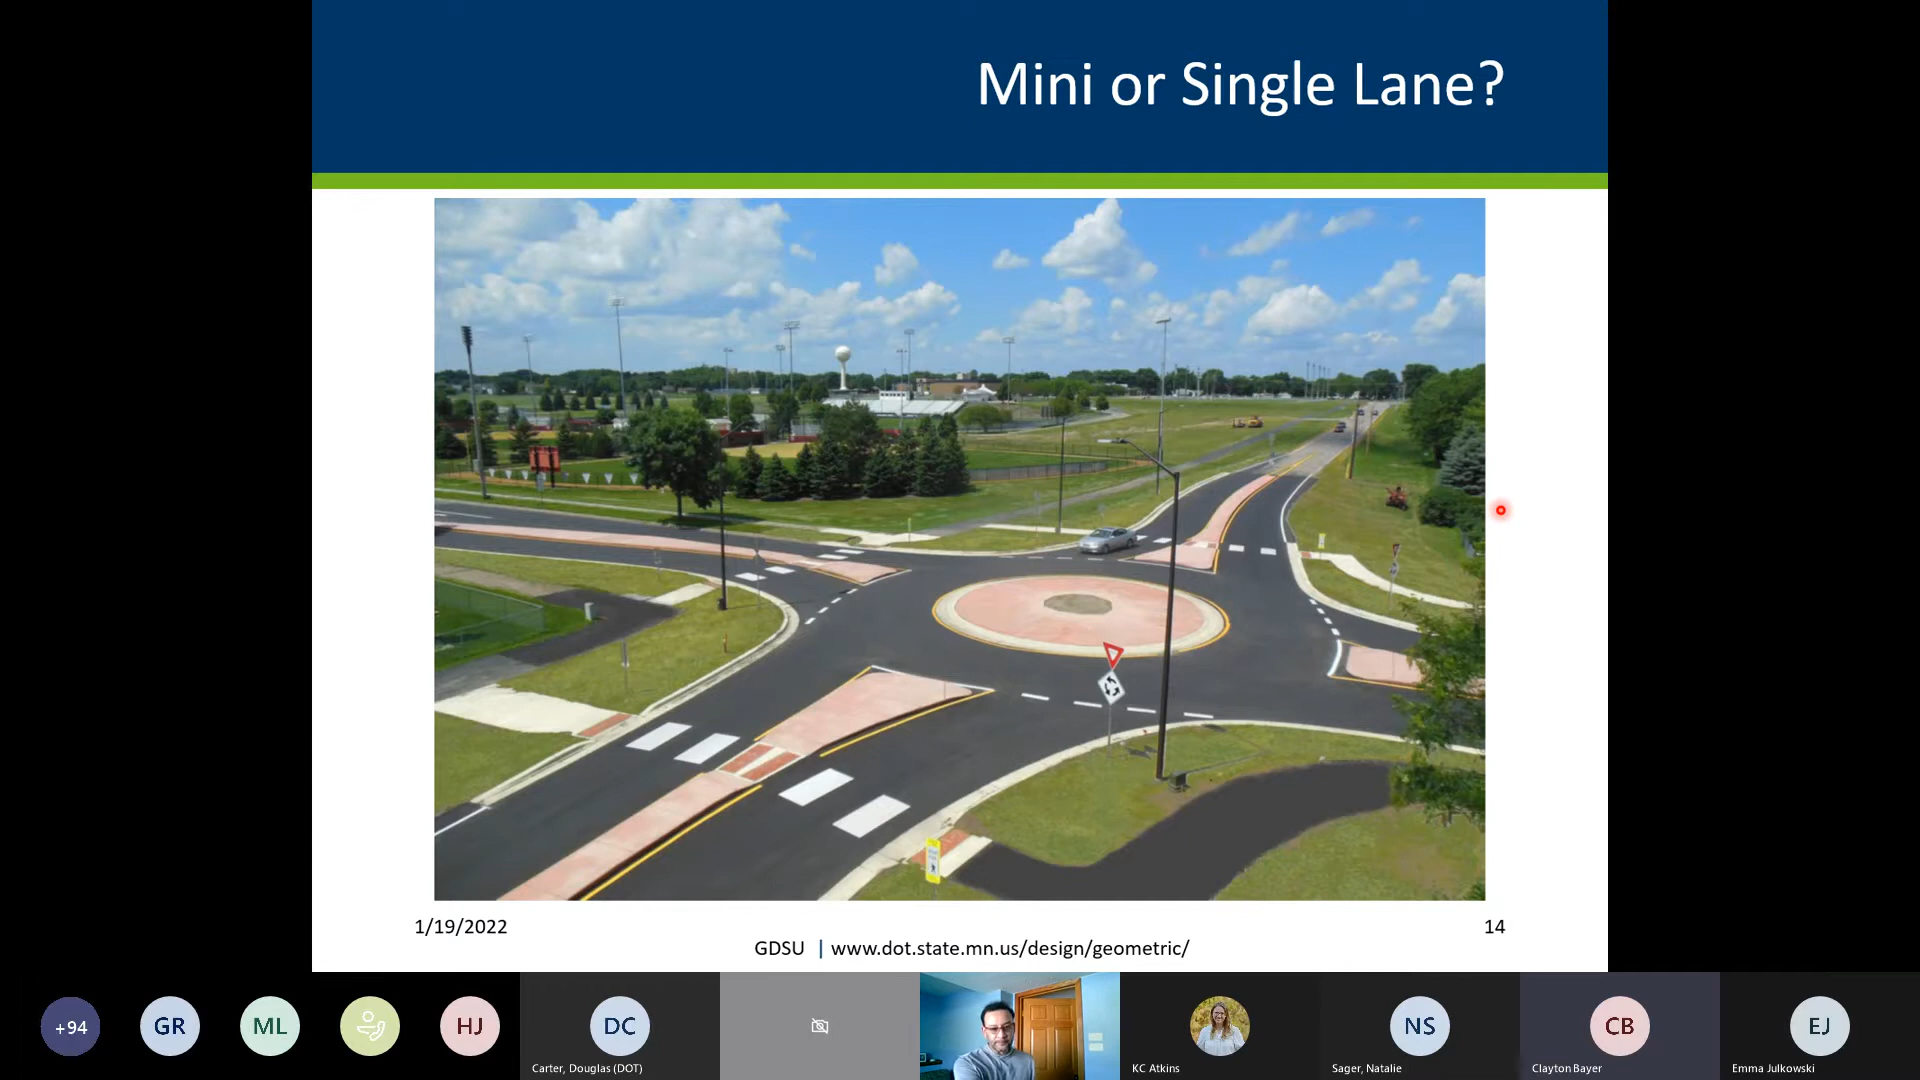 Mini or Single Lane?
1/19/2022
14
GDSU | www.dot.state.mn.us/design/geometric/
+94
GR
ML
HJ
DC
NS
CB
EJ
Carter, Douglas (DOT)
KC Atkins
Sager, Natalie
Clayton Bayer
Emma Julkowski